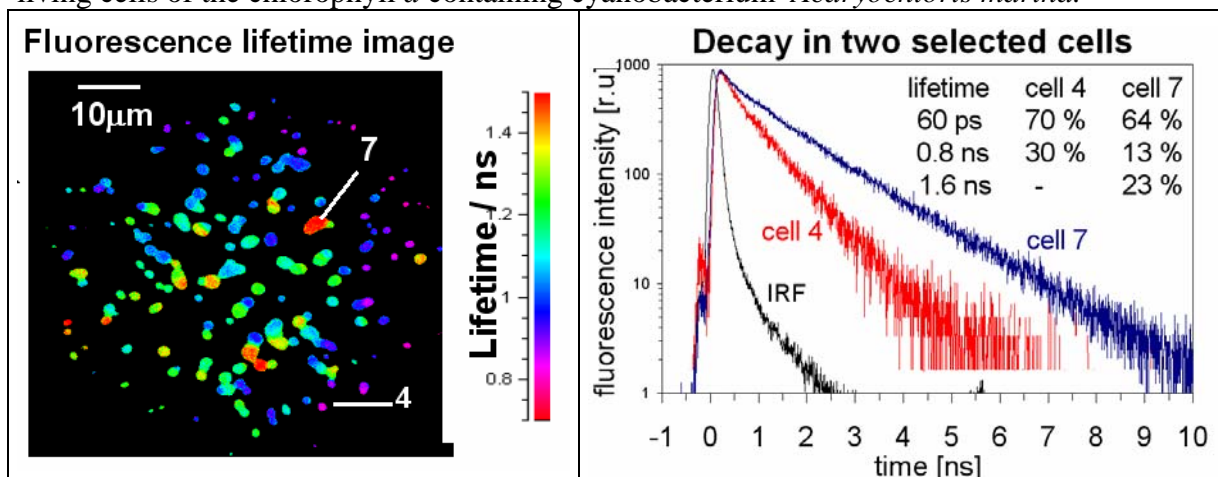 living cells of the chlorophyll d containing cyanobacterium Acaryochloris marina.
Fluorescence lifetime image
10µm
7
4
Lifetime / ns
1.4
1.2
1
0.8
Decay in two selected cells
fluorescence intensity [r.u]
1000
100
10
1
lifetime cell 4 cell 7
60 ps 70 % 64 %
0.8 ns 30 % 13 %
1.6 ns - 23 %
cell 4
cell 7
IRF
-1 0 1 2 3 4 5 6 7 8 9 10
time [ns]